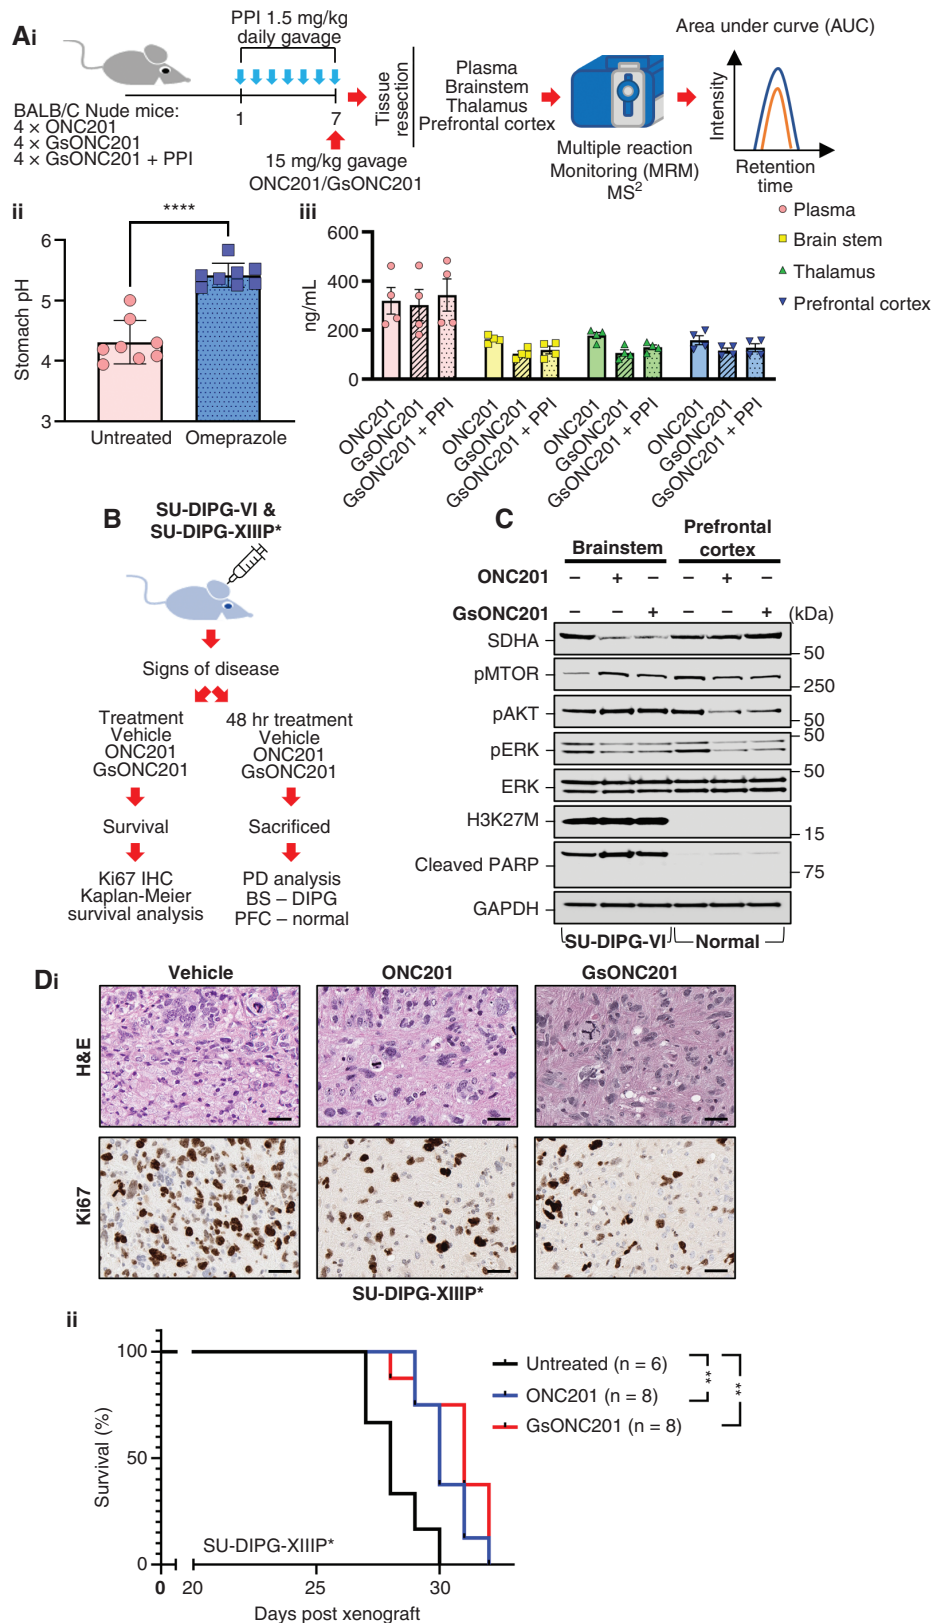 Ai
PPI 1.5 mg/kg
daily gavage
1
7
BALB/C Nude mice:
4 × ONC201
4 × GsONC201
4 × GsONC201 + PPI
15 mg/kg gavage
ONC201/GsONC201
Tissue
resection
Plasma
Brainstem
Thalamus
Prefrontal cortex
Multiple reaction
Monitoring (MRM)
MS²
Area under curve (AUC)
Intensity
Retention
time
ii
****
6
5
4
3
Stomach pH
Untreated
Omeprazole
iii
600
400
200
0
ng/mL
ONC201
GsONC201
GsONC201 + PPI
ONC201
GsONC201
GsONC201 + PPI
ONC201
GsONC201
GsONC201 + PPI
ONC201
GsONC201
GsONC201 + PPI
Plasma
Brain stem
Thalamus
Prefrontal cortex
B
SU-DIPG-VI &
SU-DIPG-XIIIP*
Signs of disease
Treatment
Vehicle
ONC201
GsONC201
Survival
Ki67 IHC
Kaplan-Meier
survival analysis
48 hr treatment
Vehicle
ONC201
GsONC201
Sacrificed
PD analysis
BS – DIPG
PFC – normal
C
Brainstem
Prefrontal
cortex
ONC201 – + – – + –
GsONC201 – – + – – + (kDa)
SDHA
50
pMTOR
250
pAKT
50
pERK
50
ERK
50
H3K27M
15
Cleaved PARP
75
GAPDH
SU-DIPG-VI
Normal
Di
Vehicle
ONC201
GsONC201
H&E
Ki67
SU-DIPG-XIIIP*
ii
100
50
0
Survival (%)
Untreated (n = 6)
ONC201 (n = 8)
GsONC201 (n = 8)
**
**
SU-DIPG-XIIIP*
0 20 25 30
Days post xenograft